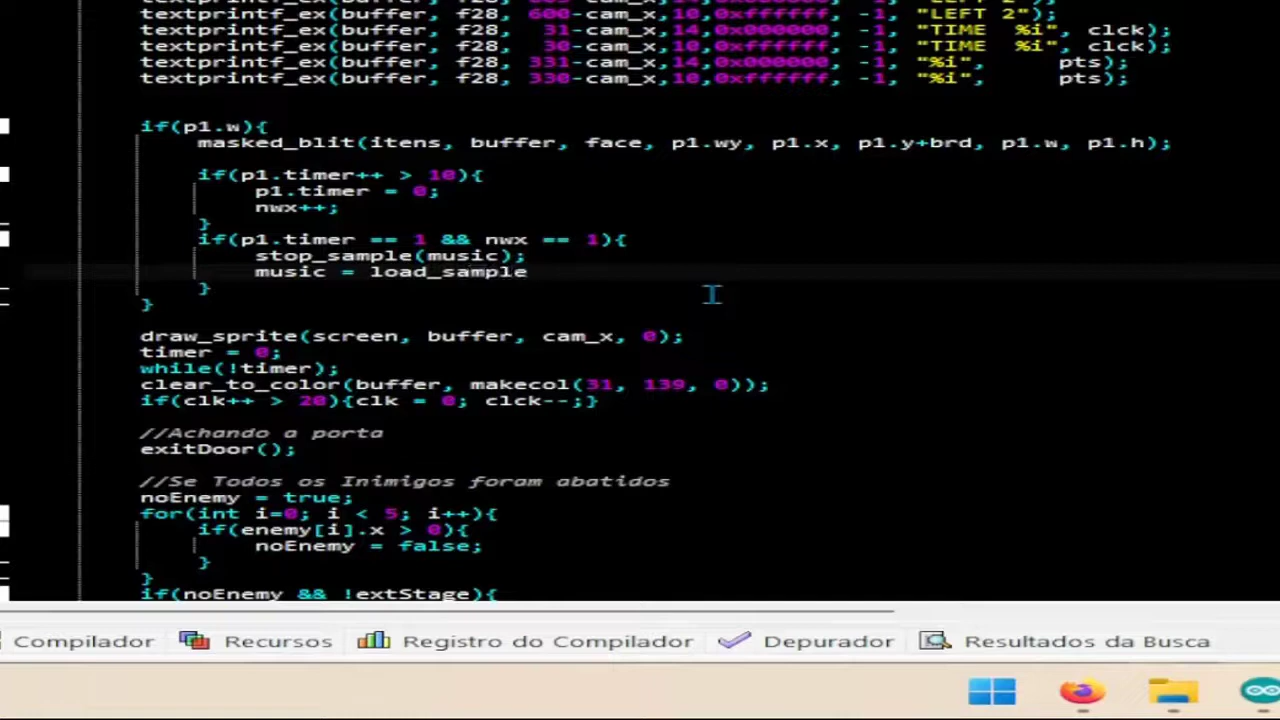 textprintf_ex(buffer, f28, 600-cam_x,10,0xffffff, -1, "LEFT 2");
textprintf_ex(buffer, f28,  31-cam_x,14,0x000000, -1, "TIME  %i", clck);
textprintf_ex(buffer, f28,  30-cam_x,10,0xffffff, -1, "TIME  %i", clck);
textprintf_ex(buffer, f28, 331-cam_x,14,0x000000, -1, "%i",     pts);
textprintf_ex(buffer, f28, 330-cam_x,10,0xffffff, -1, "%i",     pts);
if(p1.w){
masked_blit(itens, buffer, face, p1.wy, p1.x, p1.y+brd, p1.w, p1.h);
if(p1.timer++ > 10){
p1.timer = 0;
nwx++;
}
if(p1.timer == 1 && nwx == 1){
stop_sample(music);
music = load_sample
}
}
draw_sprite(screen, buffer, cam_x, 0);
timer = 0;
while(!timer);
clear_to_color(buffer, makecol(31, 139, 0));
if(clk++ > 20){clk = 0; clck--;}
//Achando a porta
exitDoor();
//Se Todos os Inimigos foram abatidos
noEnemy = true;
for(int i=0; i < 5; i++){
if(enemy[i].x > 0){
noEnemy = false;
}
}
if(noEnemy && !extStage){
Compilador Recursos Registro do Compilador Depurador Resultados da Busca